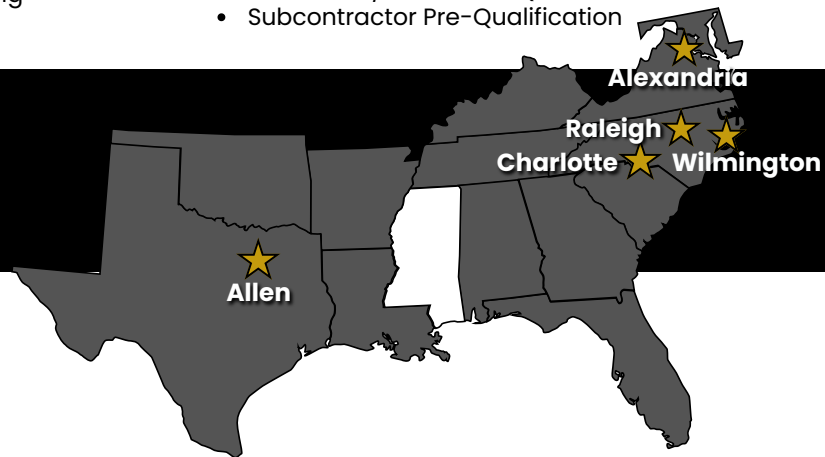 • Subcontractor Pre-Qualification
Alexandria
Raleigh
Charlotte
Wilmington
Allen